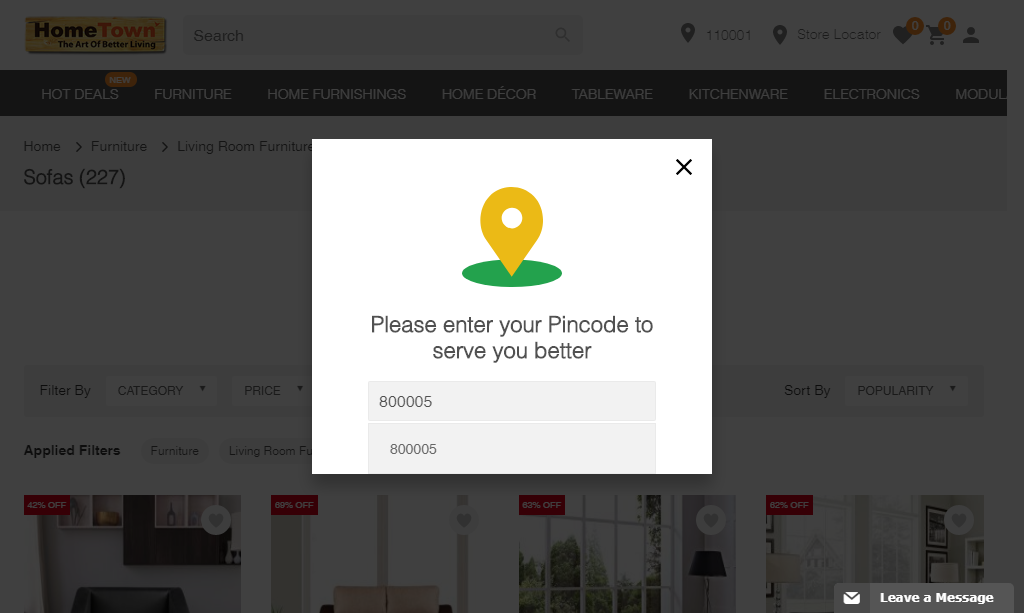 HomeTown
The Art Of Better Living
Search
110001
Store Locator
0
0
NEW
HOT DEALS
FURNITURE
HOME FURNISHINGS
HOME DÉCOR
TABLEWARE
KITCHENWARE
ELECTRONICS
MODUL
Home
Furniture
Living Room Furniture
Sofas (227)
Please enter your Pincode to
serve you better
800005
800005
Filter By
CATEGORY
PRICE
Sort By
POPULARITY
Applied Filters
Furniture
Living Room Fu
42% OFF
69% OFF
63% OFF
62% OFF
Leave a Message